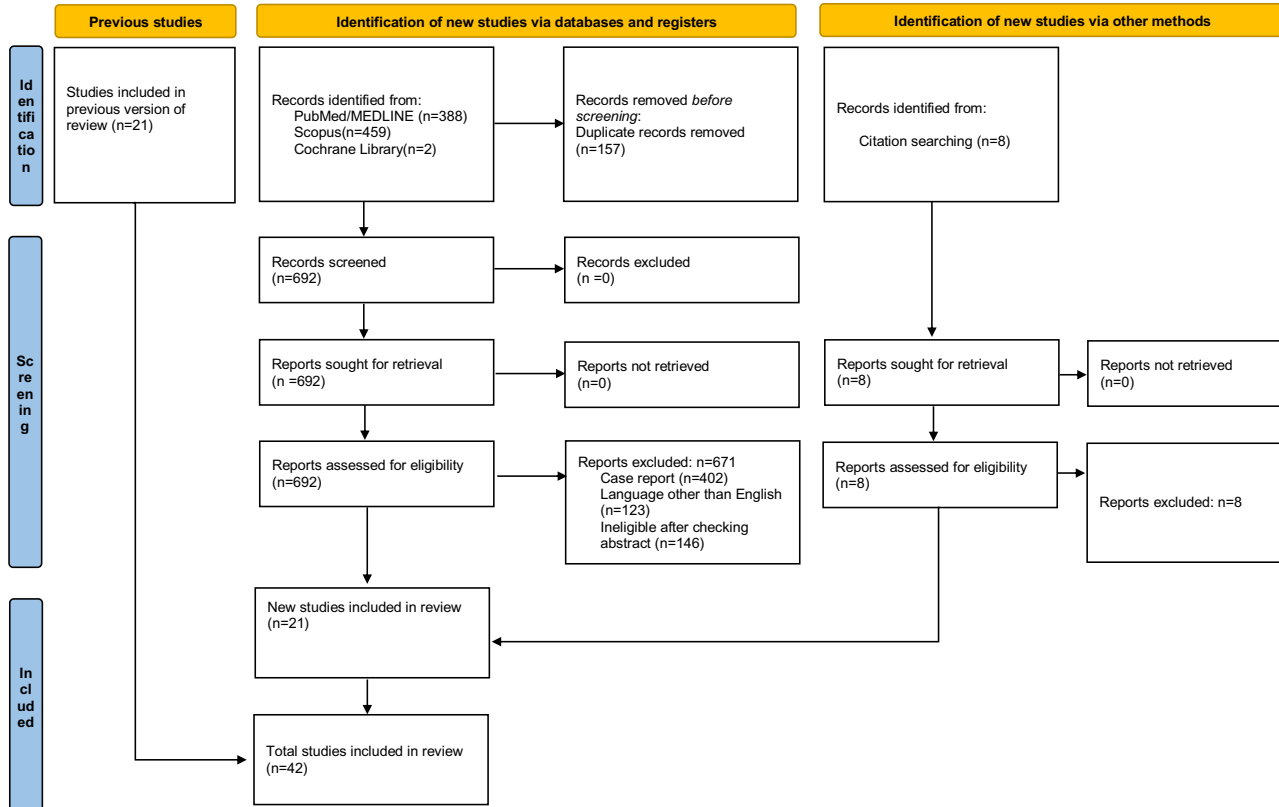 Previous studies
Identification of new studies via databases and registers
Identification of new studies via other methods
Id
en
tifi
ca
tio
n
Studies included in
previous version of
review (n=21)
Records identified from:
PubMed/MEDLINE (n=388)
Scopus(n=459)
Cochrane Library(n=2)
Records removed before
screening:
Duplicate records removed
(n=157)
Records identified from:
Citation searching (n=8)
Sc
re
en
in
g
Records screened
(n=692)
Records excluded
(n =0)
Reports sought for retrieval
(n =692)
Reports not retrieved
(n=0)
Reports sought for retrieval
(n=8)
Reports not retrieved
(n=0)
Reports assessed for eligibility
(n=692)
Reports excluded: n=671
Case report (n=402)
Language other than English
(n=123)
Ineligible after checking
abstract (n=146)
Reports assessed for eligibility
(n=8)
Reports excluded: n=8
In
cl
ud
ed
New studies included in review
(n=21)
Total studies included in review
(n=42)